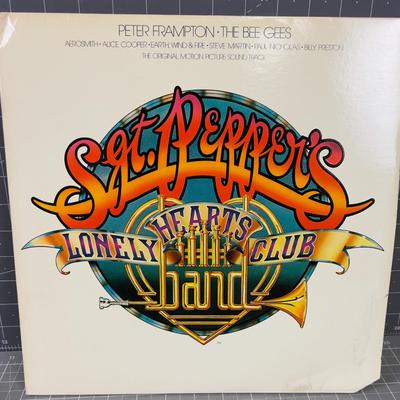 PETER FRAMPTON • THE BEE GEES
AEROSMITH • ALICE COOPER • EARTH, WIND & FIRE • STEVE MARTIN • PAUL NICHOLAS • BILLY PRESTON
THE ORIGINAL MOTION PICTURE SOUND TRACK
Sgt. PEPPER'S
LONELY HEARTS CLUB
band